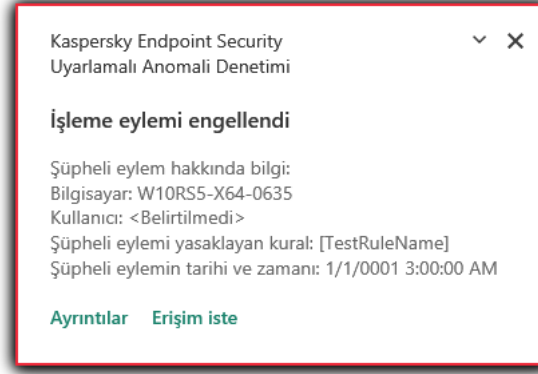 Kaspersky Endpoint Security
Uyarlamalı Anomali Denetimi
İşleme eylemi engellendi
Şüpheli eylem hakkında bilgi:
Bilgisayar: W10RS5-X64-0635
Kullanıcı: <Belirtilmedi>
Şüpheli eylemi yasaklayan kural: [TestRuleName]
Şüpheli eylemin tarihi ve zamanı: 1/1/0001 3:00:00 AM
Ayrıntılar Erişim iste